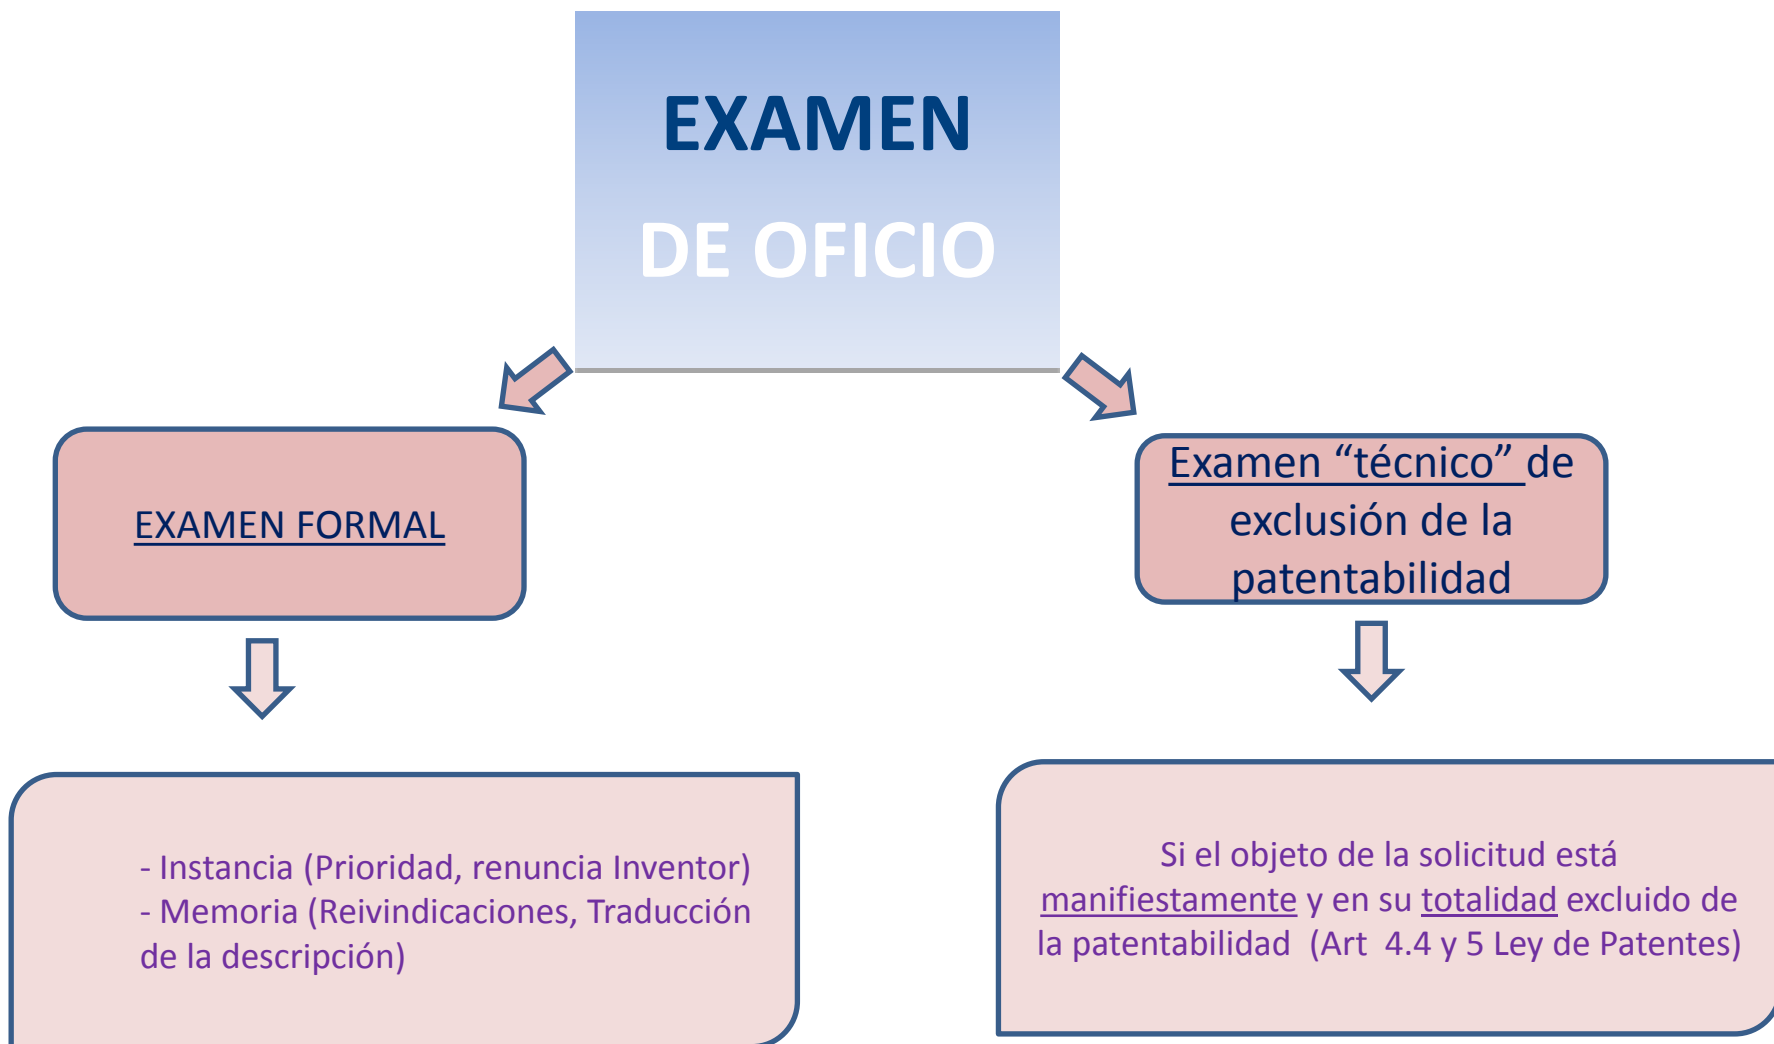 EXAMEN
DE OFICIO
EXAMEN FORMAL
Examen “técnico” de
exclusión de la
patentabilidad
- Instancia (Prioridad, renuncia Inventor)
- Memoria (Reivindicaciones, Traducción
de la descripción)
Si el objeto de la solicitud está
manifiestamente y en su totalidad excluido de
la patentabilidad (Art 4.4 y 5 Ley de Patentes)